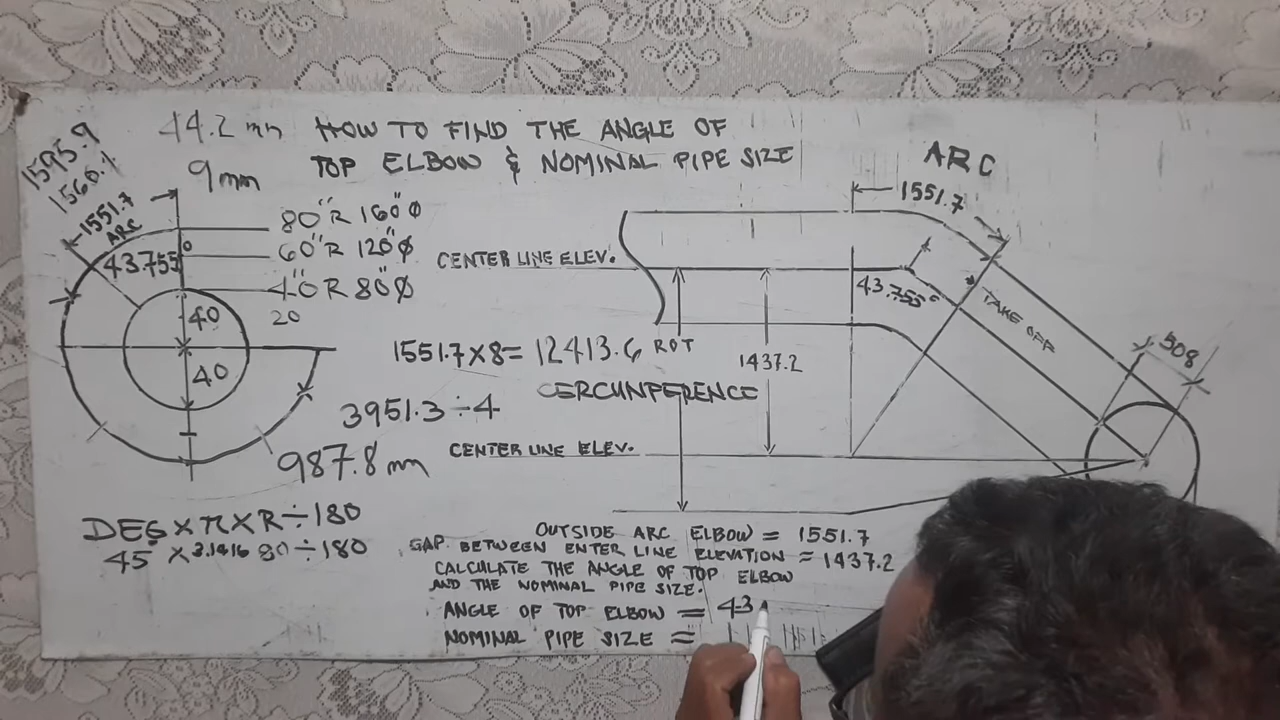 44.2 mm HOW TO FIND THE ANGLE OF
9mm TOP ELBOW & NOMINAL PIPE SIZE
1595.9
1560.1
1551.7
ARC
43.755°
80"R 160"Ø
60"R 120"Ø
40"R 80"Ø
20
40
40
1551.7×8= 12413.6
CERCUNPERENCE
3951.3÷4
987.8 mm
DEG×π×R÷180
45 ×3.1416 80÷180
ARC
1551.7
CENTER LINE ELEV.
43.755°
TAKE OFF
508
1437.2
CENTER LINE ELEV.
OUTSIDE ARC ELBOW = 1551.7
GAP BETWEEN ENTER LINE ELEVATION = 1437.2
CALCULATE THE ANGLE OF TOP ELBOW
AND THE NOMINAL PIPE SIZE.
ANGLE OF TOP ELBOW = 43.
NOMINAL PIPE SIZE =